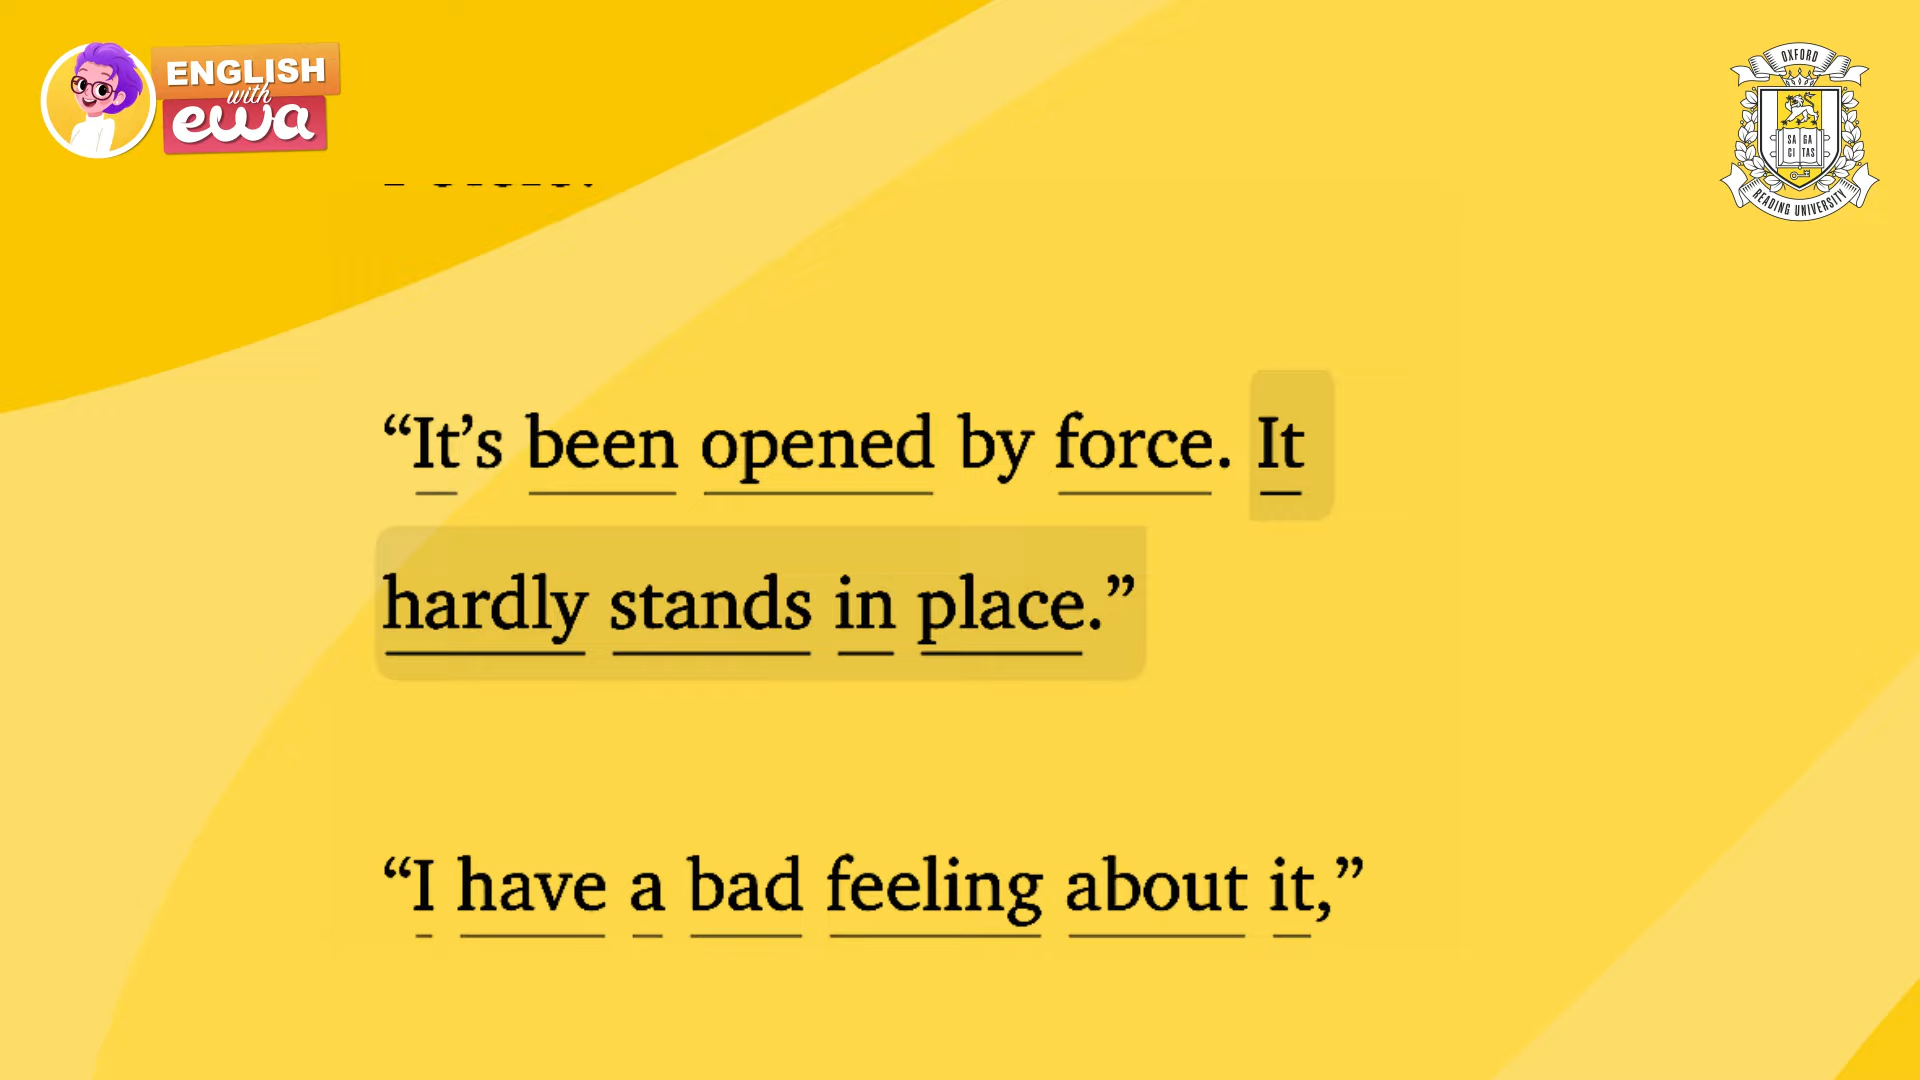 ENGLISH
with
ewa
OXFORD
SA GA
CI TAS
READING UNIVERSITY
“It’s been opened by force. It
hardly stands in place.”
“I have a bad feeling about it,”